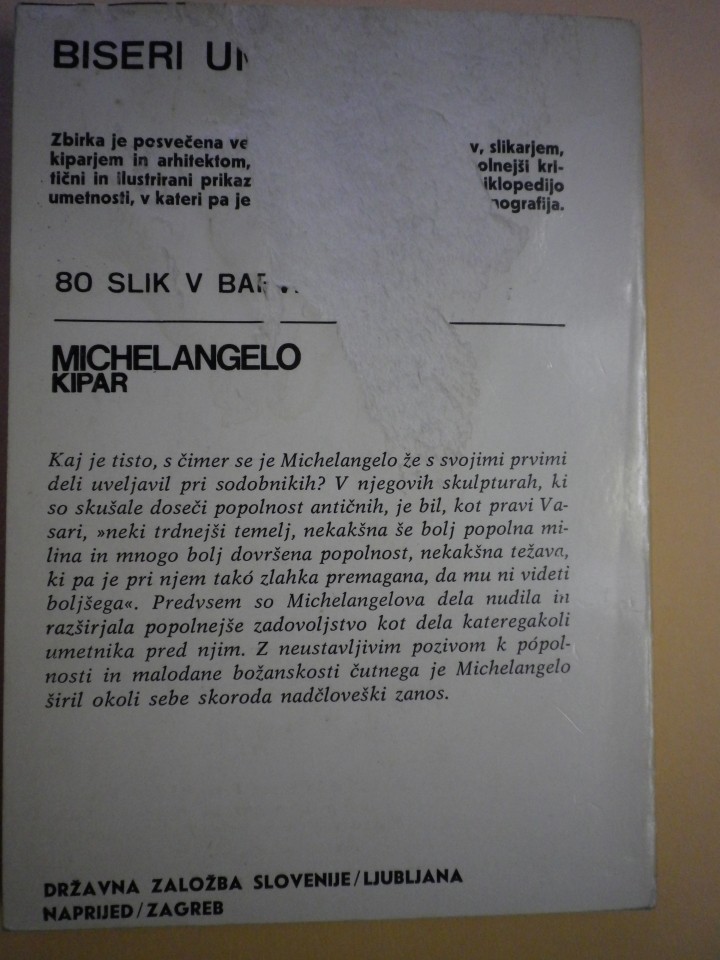 BISERI
Zbirka je posvečena
v, slikarjem,
kiparjem in arhitektom,
olnejši kri-
tični in ilustrirani prikaz
iklopedijo
umetnosti, v kateri pa je
nografija.
80 SLIK V
MICHELANGELO
KIPAR
Kaj je tisto, s čimer se je Michelangelo že s svojimi prvimi
deli uveljavil pri sodobnikih? V njegovih skulpturah, ki
so skušale doseči popolnost antičnih, je bil, kot pravi Va-
sari, »neki trdnejši temelj, nekakšna še bolj popolna mi-
lina in mnogo bolj dovršena popolnost, nekakšna težava,
ki pa je pri njem takó zlahka premagana, da mu ni videti
boljšega«. Predvsem so Michelangelova dela nudila in
razširjala popolnejše zadovoljstvo kot dela kateregakoli
umetnika pred njim. Z neustavljivim pozivom k pópol-
nosti in malodane božanskosti čutnega je Michelangelo
širil okoli sebe skoroda nadčloveški zanos.
DRŽAVNA ZALOŽBA SLOVENIJE/LJUBLJANA
NAPRIJED/ZAGREB